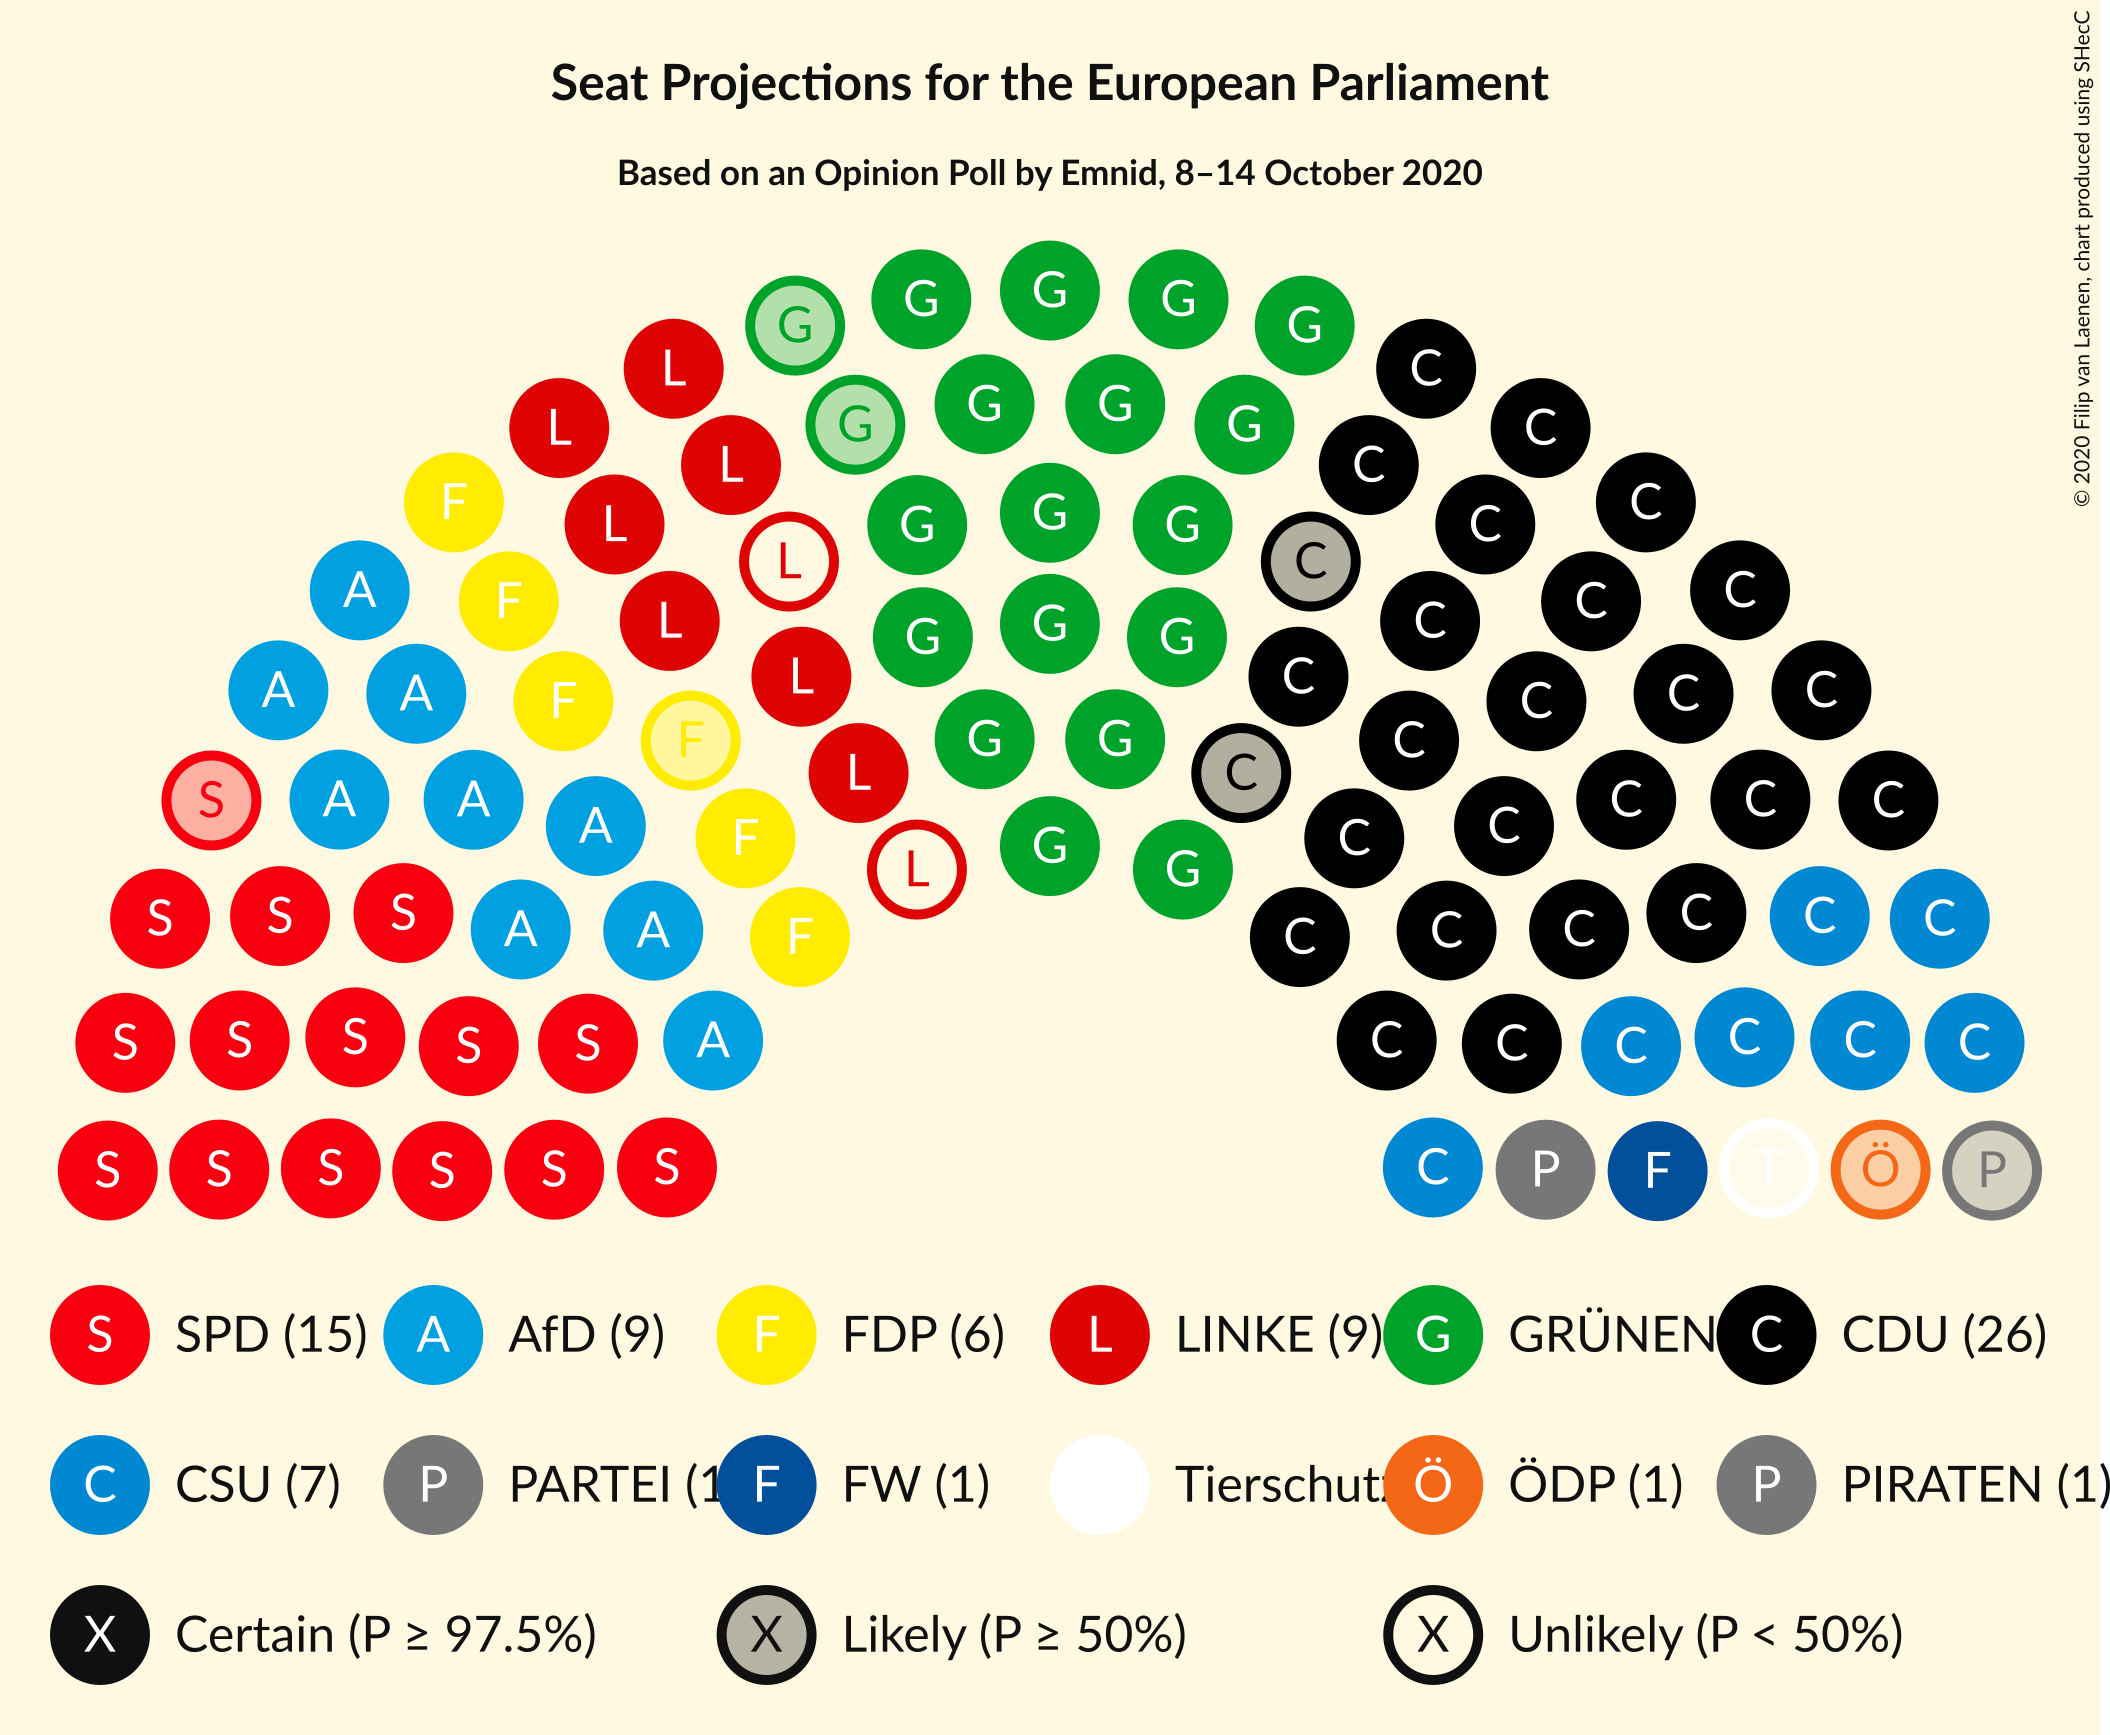 Seat Projections for the European Parliament
Based on an Opinion Poll by Emnid, 8–14 October 2020
© 2020 Filip van Laenen, chart produced using SHecC
G G G G G
L C
L G G G G C
L C
F L G G G C C
L C
A F L G G G C C C
A A F L C C C C
F L G G C C
S A A A F G C C C C C
L G
S S S A A F C C C C C C
S S S S S A C C C C C C
S S S S S S C P F T Ö P
S SPD (15) A AfD (9) F FDP (6) L LINKE (9) G GRÜNEN C CDU (26)
C CSU (7) P PARTEI (1 F FW (1) Tierschutz Ö ÖDP (1) P PIRATEN (1)
X Certain (P ≥ 97.5%) X Likely (P ≥ 50%) X Unlikely (P < 50%)